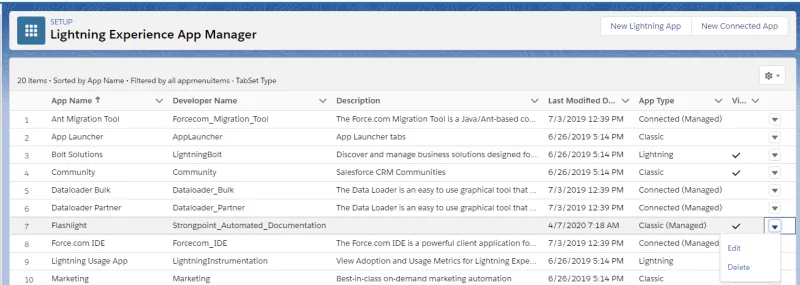 SETUP
Lightning Experience App Manager
New Lightning App
New Connected App
20 items • Sorted by App Name • Filtered by all appmenuitems • TabSet Type
App Name ↑ Developer Name Description Last Modified D... App Type Vi...
1 Ant Migration Tool Forcecom_Migration_Tool The Force.com Migration Tool is a Java/Ant-based co... 7/3/2019 12:39 PM Connected (Managed)
2 App Launcher AppLauncher App Launcher tabs 6/26/2019 5:14 PM Classic
3 Bolt Solutions LightningBolt Discover and manage business solutions designed fo... 6/26/2019 5:14 PM Lightning
4 Community Community Salesforce CRM Communities 6/26/2019 5:14 PM Classic
5 Dataloader Bulk Dataloader_Bulk The Data Loader is an easy to use graphical tool that ... 7/3/2019 12:39 PM Connected (Managed)
6 Dataloader Partner Dataloader_Partner The Data Loader is an easy to use graphical tool that ... 7/3/2019 12:39 PM Connected (Managed)
7 Flashlight Strongpoint_Automated_Documentation 4/7/2020 7:18 AM Classic (Managed)
8 Force.com IDE Forcecom_IDE The Force.com IDE is a powerful client application fo... 7/3/2019 12:39 PM Connected (Managed
Edit
9 Lightning Usage App LightningInstrumentation View Adoption and Usage Metrics for Lightning Expe... 6/26/2019 5:14 PM Lightning
Delete
10 Marketing Marketing Best-in-class on-demand marketing automation 6/26/2019 5:14 PM Classic